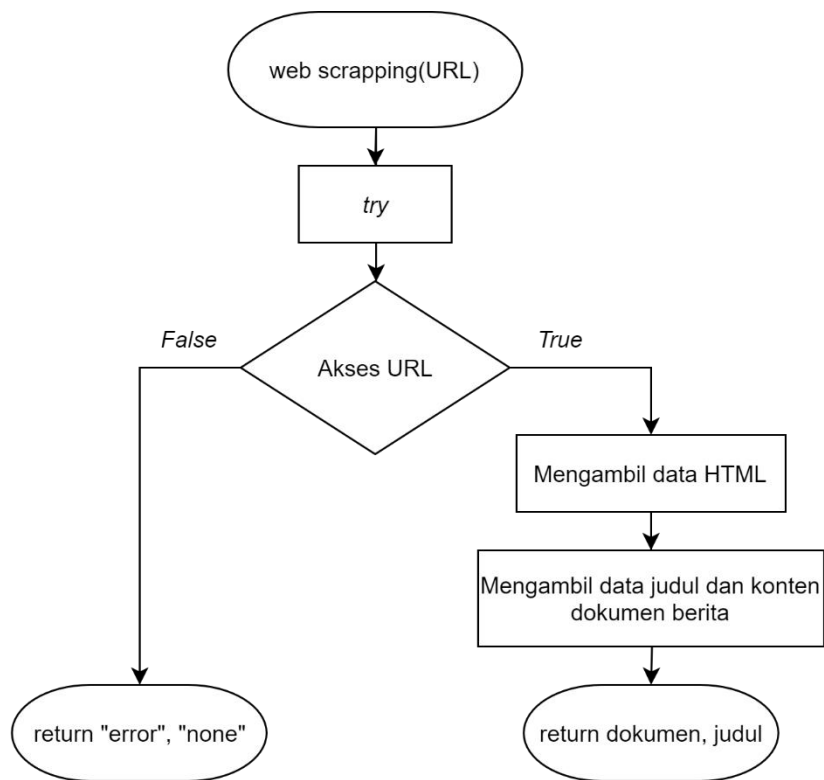 web scrapping(URL)
try
False
True
Akses URL
Mengambil data HTML
Mengambil data judul dan konten
dokumen berita
return "error", "none"
return dokumen, judul